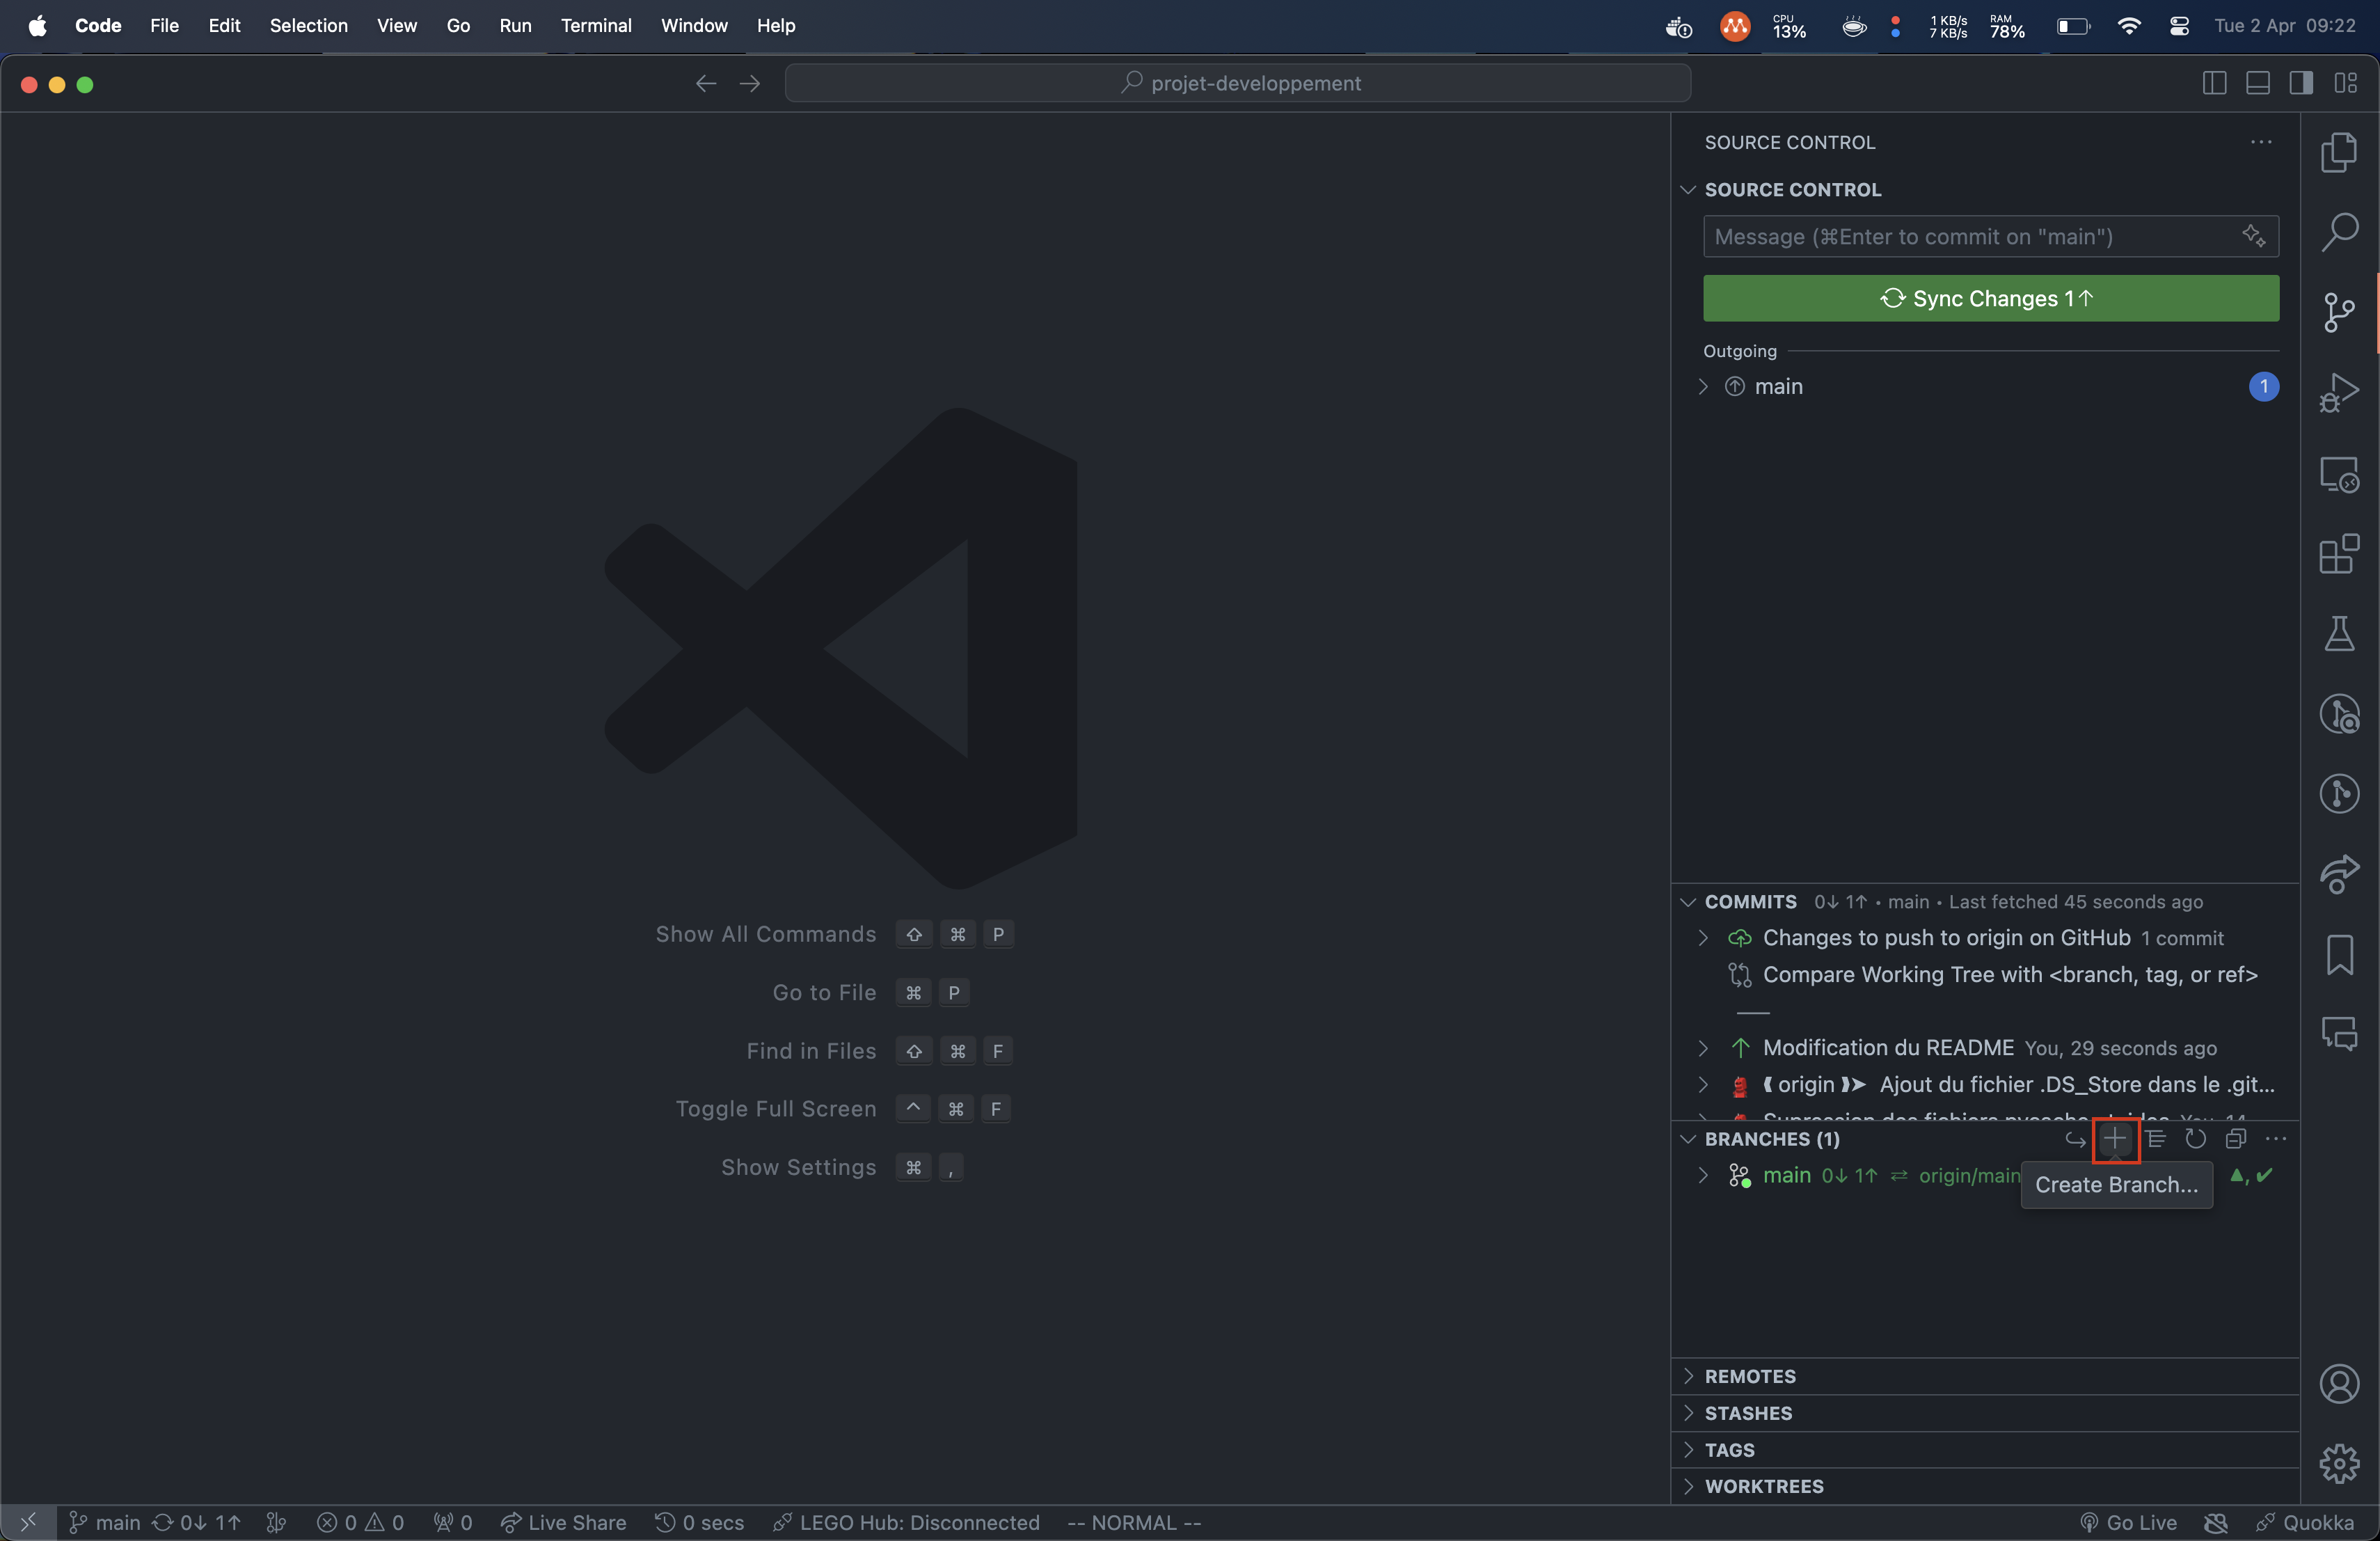 Code File Edit Selection View Go Run Terminal Window Help
CPU 13% 1 KB/s 7 KB/s RAM 78% Tue 2 Apr 09:22
projet-developpement
SOURCE CONTROL
SOURCE CONTROL
Message (⌘Enter to commit on "main")
Sync Changes 1↑
Outgoing
main 1
Show All Commands ⇧ ⌘ P
Go to File ⌘ P
Find in Files ⇧ ⌘ F
Toggle Full Screen ^ ⌘ F
Show Settings ⌘ ,
COMMITS 0↓ 1↑ • main • Last fetched 45 seconds ago
Changes to push to origin on GitHub 1 commit
Compare Working Tree with <branch, tag, or ref>
Modification du README You, 29 seconds ago
⟪ origin ⟫➤ Ajout du fichier .DS_Store dans le .git...
BRANCHES (1)
main 0↓ 1↑ ⇄ origin/main ▲, ✔
Create Branch...
REMOTES
STASHES
TAGS
WORKTREES
main 0↓ 1↑ 0 0 0 Live Share 0 secs LEGO Hub: Disconnected -- NORMAL -- Go Live Quokka